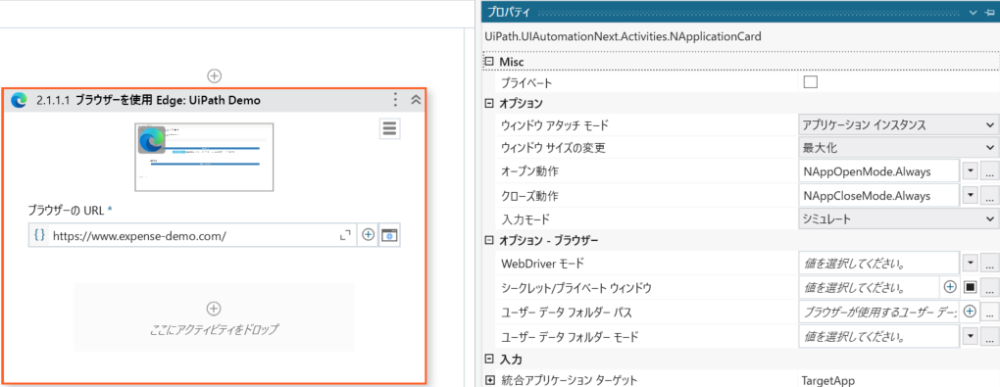 2.1.1.1 ブラウザーを使用 Edge: UiPath Demo
ブラウザーの URL *
{} https://www.expense-demo.com/
ここにアクティビティをドロップ
プロパティ
UiPath.UIAutomationNext.Activities.NApplicationCard
Misc
プライベート
オプション
ウィンドウ アタッチ モード アプリケーション インスタンス
ウィンドウ サイズの変更 最大化
オープン動作 NAppOpenMode.Always ...
クローズ動作 NAppCloseMode.Always ...
入力モード シミュレート
オプション - ブラウザー
WebDriver モード 値を選択してください。 ...
シークレット/プライベート ウィンドウ 値を選択してください。 ...
ユーザー データ フォルダー パス ブラウザーが使用するユーザー デー ...
ユーザー データ フォルダー モード 値を選択してください。 ...
入力
統合アプリケーション ターゲット TargetApp